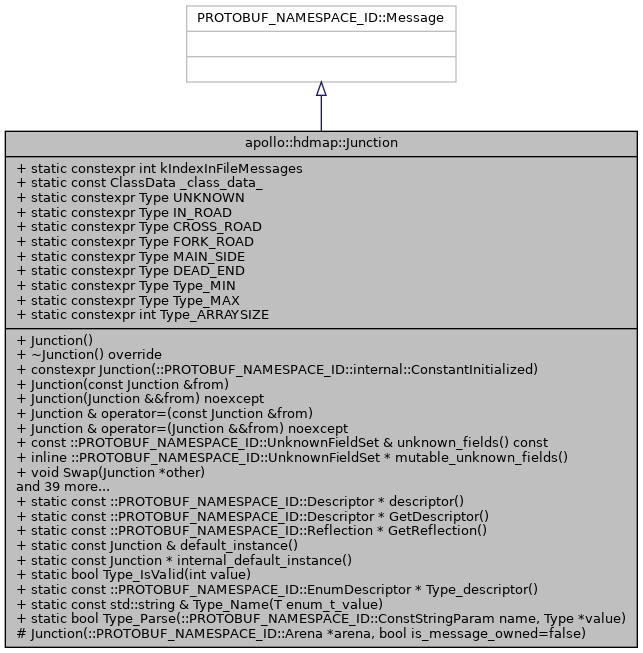 PROTOBUF_NAMESPACE_ID::Message
apollo::hdmap::Junction
+ static constexpr int kIndexInFileMessages
+ static const ClassData _class_data_
+ static constexpr Type UNKNOWN
+ static constexpr Type IN_ROAD
+ static constexpr Type CROSS_ROAD
+ static constexpr Type FORK_ROAD
+ static constexpr Type MAIN_SIDE
+ static constexpr Type DEAD_END
+ static constexpr Type Type_MIN
+ static constexpr Type Type_MAX
+ static constexpr int Type_ARRAYSIZE
+ Junction()
+ ~Junction() override
+ constexpr Junction(::PROTOBUF_NAMESPACE_ID::internal::ConstantInitialized)
+ Junction(const Junction &from)
+ Junction(Junction &&from) noexcept
+ Junction & operator=(const Junction &from)
+ Junction & operator=(Junction &&from) noexcept
+ const ::PROTOBUF_NAMESPACE_ID::UnknownFieldSet & unknown_fields() const
+ inline ::PROTOBUF_NAMESPACE_ID::UnknownFieldSet * mutable_unknown_fields()
+ void Swap(Junction *other)
and 39 more...
+ static const ::PROTOBUF_NAMESPACE_ID::Descriptor * descriptor()
+ static const ::PROTOBUF_NAMESPACE_ID::Descriptor * GetDescriptor()
+ static const ::PROTOBUF_NAMESPACE_ID::Reflection * GetReflection()
+ static const Junction & default_instance()
+ static const Junction * internal_default_instance()
+ static bool Type_IsValid(int value)
+ static const ::PROTOBUF_NAMESPACE_ID::EnumDescriptor * Type_descriptor()
+ static const std::string & Type_Name(T enum_t_value)
+ static bool Type_Parse(::PROTOBUF_NAMESPACE_ID::ConstStringParam name, Type *value)
# Junction(::PROTOBUF_NAMESPACE_ID::Arena *arena, bool is_message_owned=false)